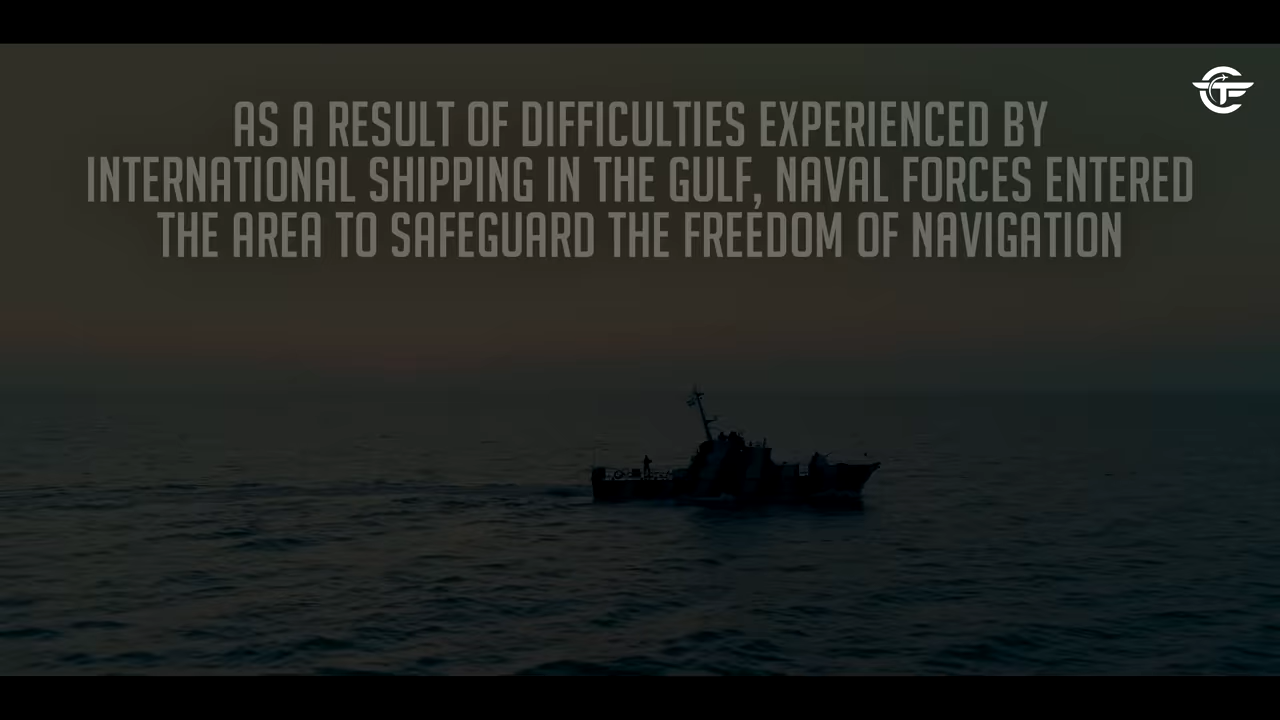 AS A RESULT OF DIFFICULTIES EXPERIENCED BY
INTERNATIONAL SHIPPING IN THE GULF, NAVAL FORCES ENTERED
THE AREA TO SAFEGUARD THE FREEDOM OF NAVIGATION